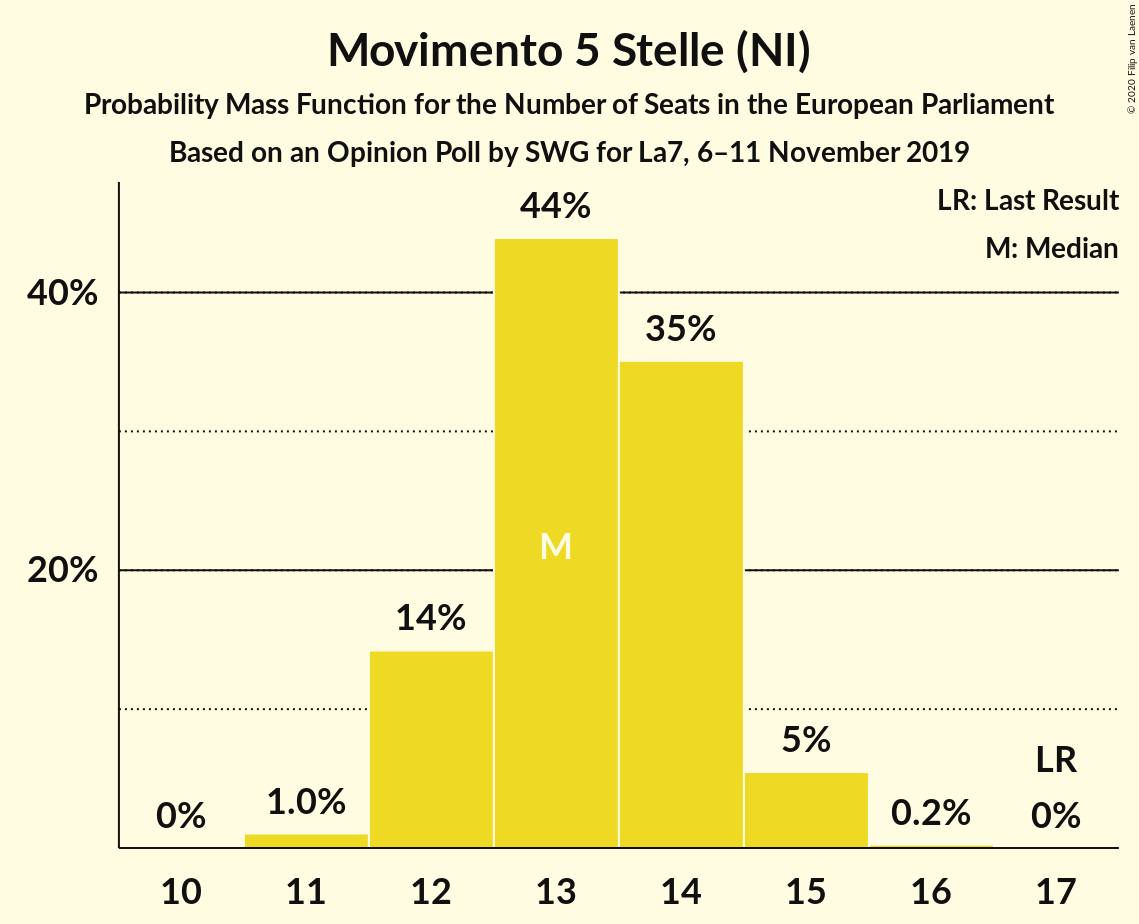 Movimento 5 Stelle (NI)
Probability Mass Function for the Number of Seats in the European Parliament
Based on an Opinion Poll by SWG for La7, 6–11 November 2019
© 2020 Filip van Laenen
LR: Last Result
M: Median
44%
40%
35%
M
20%
14%
5%
LR
0%
1.0%
0.2%
0%
10 11 12 13 14 15 16 17